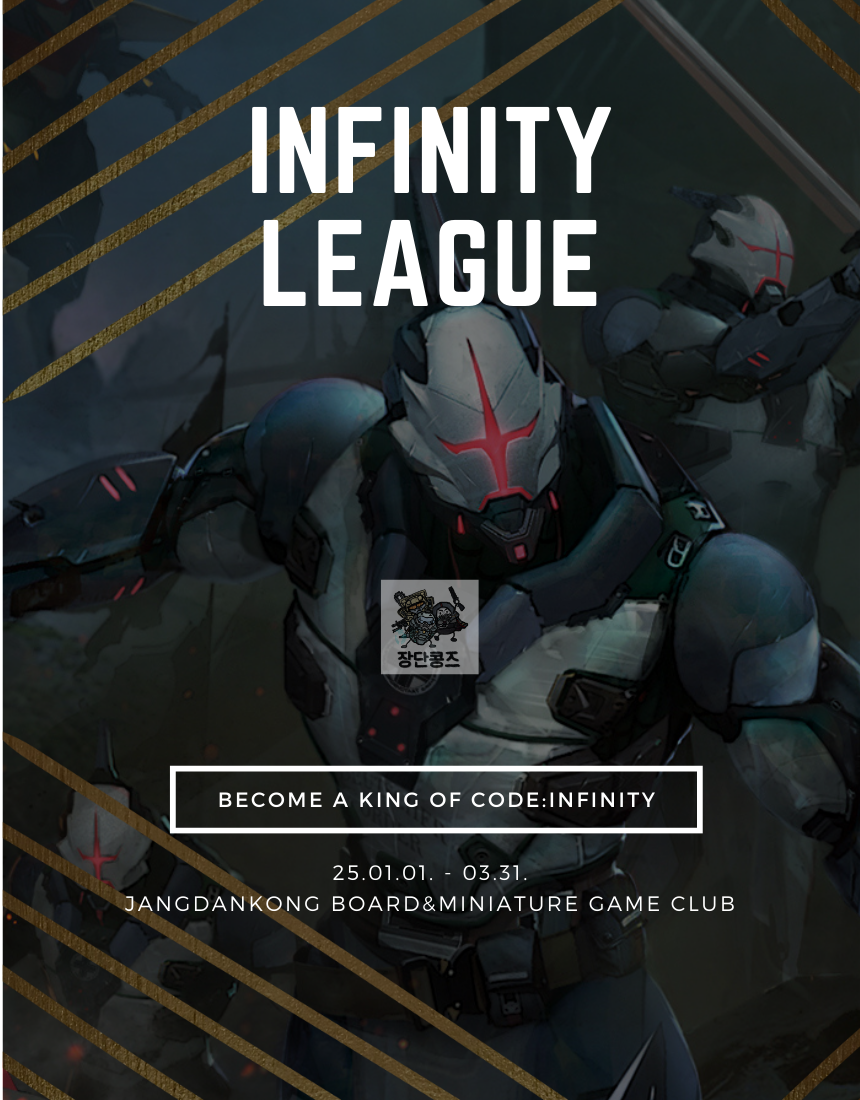 INFINITY
LEAGUE
장단콩즈
BECOME A KING OF CODE:INFINITY
25.01.01. - 03.31.
JANGDANKONG BOARD&MINIATURE GAME CLUB